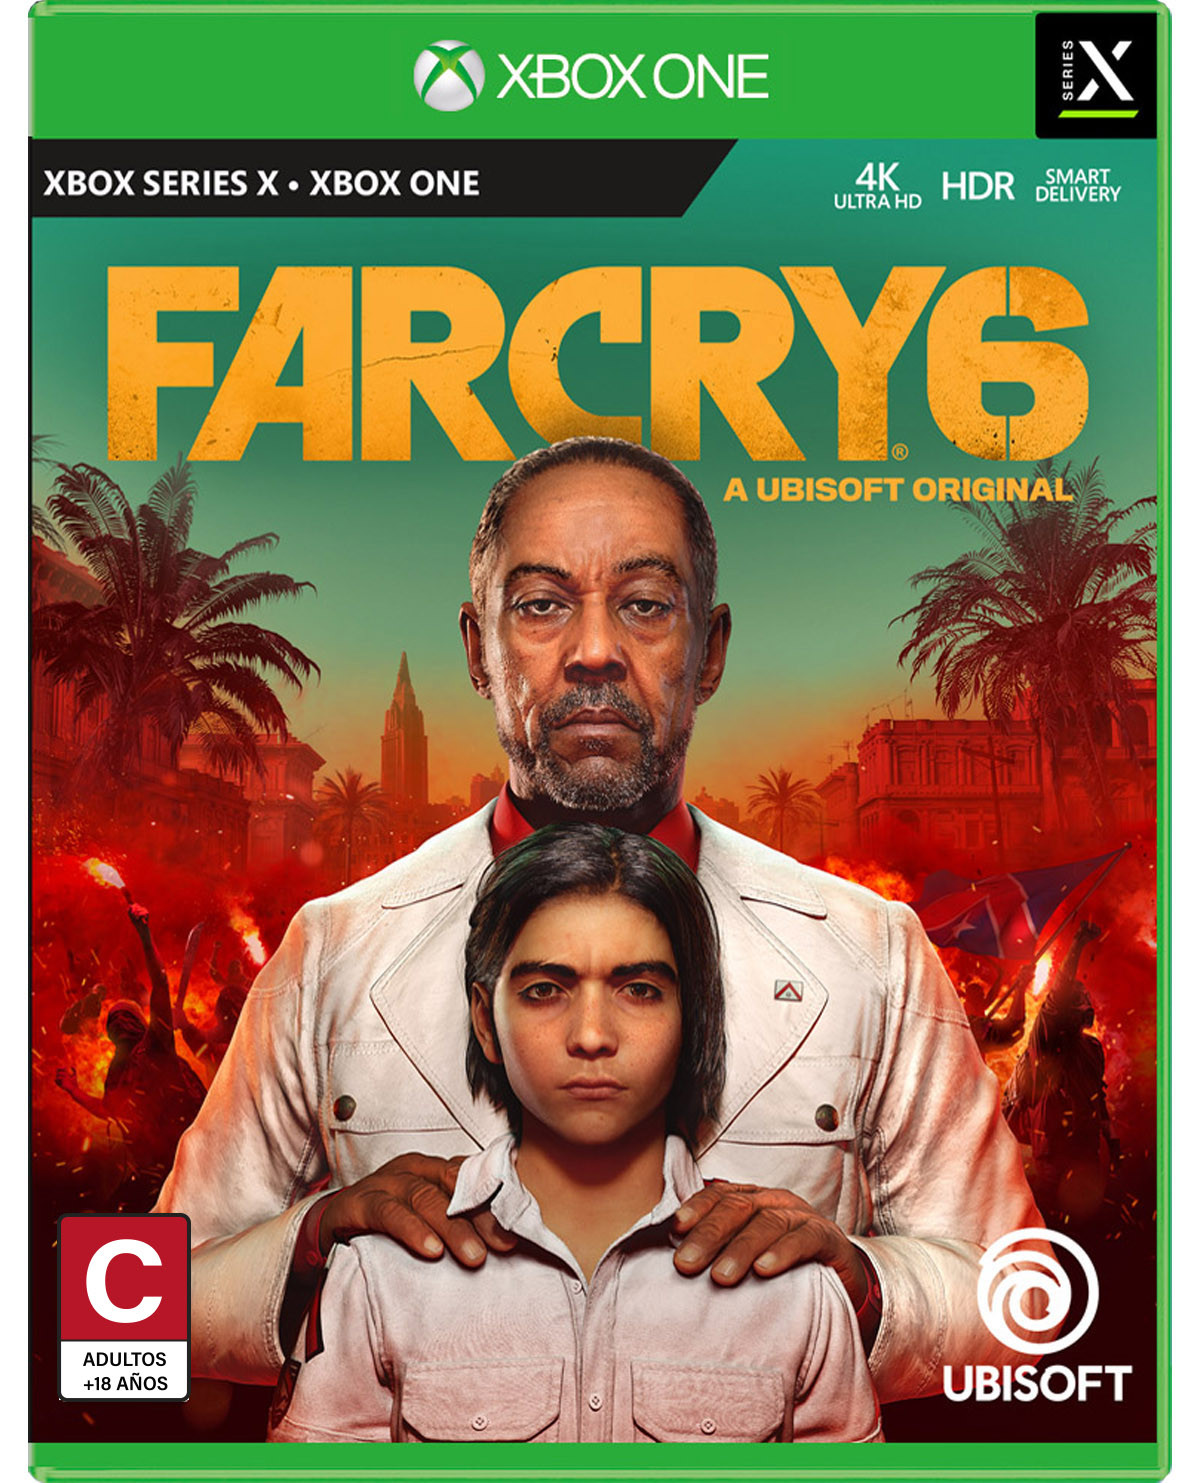 XBOX ONE
SERIES X
XBOX SERIES X • XBOX ONE
4K
ULTRA HD
HDR
SMART
DELIVERY
FARCRY6
®
A UBISOFT ORIGINAL
C
ADULTOS
+18 AÑOS
UBISOFT